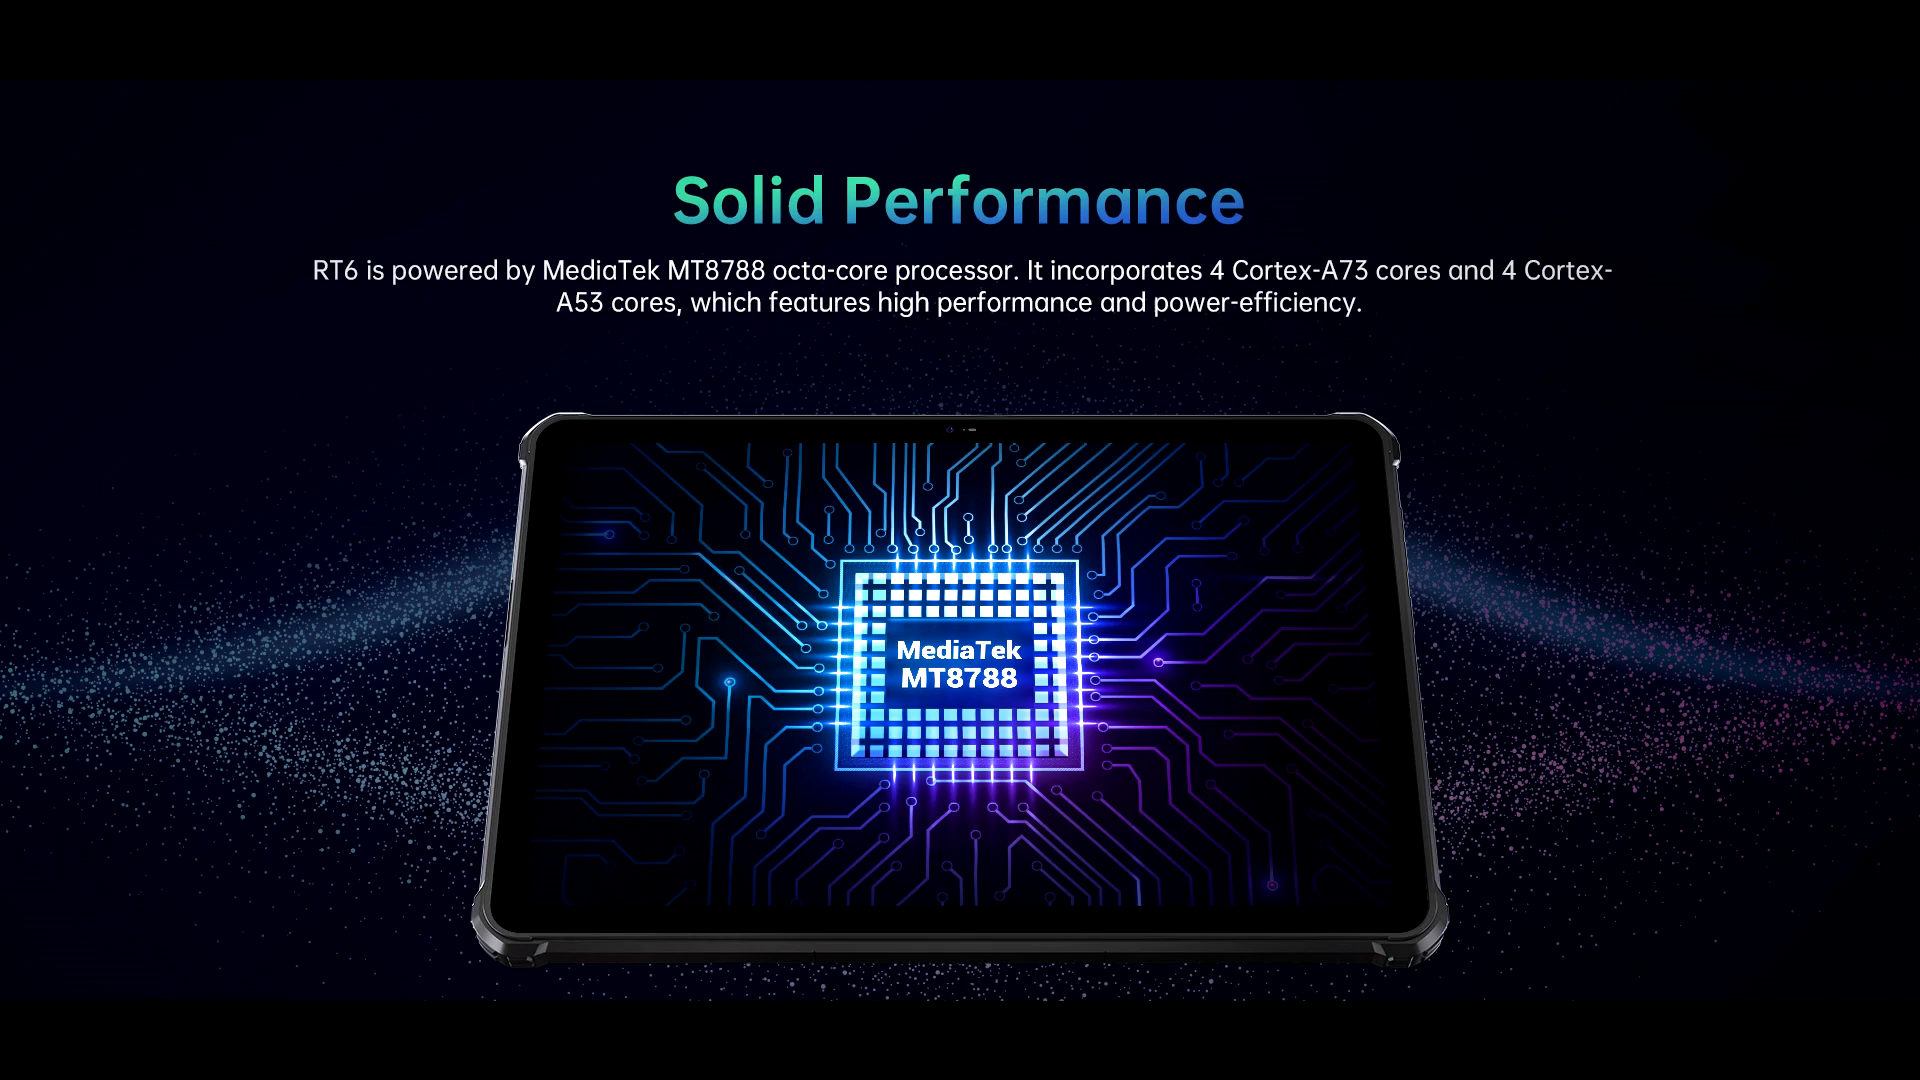 Solid Performance
RT6 is powered by MediaTek MT8788 octa-core processor. It incorporates 4 Cortex-A73 cores and 4 Cortex-
A53 cores, which features high performance and power-efficiency.
MediaTek
MT8788